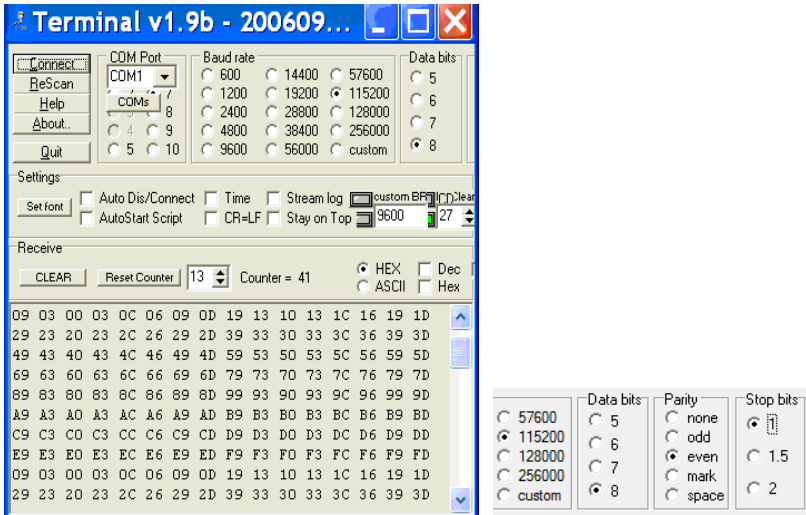 Terminal v1.9b - 200609...
Connect
ReScan
Help
About..
Quit
COM Port
COM1
COMs
7
8
4 9
5 10
Baud rate
600 14400 57600
1200 19200 115200
2400 28800 128000
4800 38400 256000
9600 56000 custom
Data bits
5
6
7
8
Settings
Set font
Auto Dis/Connect Time Stream log custom BR
AutoStart Script CR=LF Stay on Top 9600 27
Receive
CLEAR Reset Counter 13 Counter = 41
HEX Dec
ASCII Hex
09 03 00 03 0C 06 09 0D 19 13 10 13 1C 16 19 1D
29 23 20 23 2C 26 29 2D 39 33 30 33 3C 36 39 3D
49 43 40 43 4C 46 49 4D 59 53 50 53 5C 56 59 5D
69 63 60 63 6C 66 69 6D 79 73 70 73 7C 76 79 7D
89 83 80 83 8C 86 89 8D 99 93 90 93 9C 96 99 9D
A9 A3 A0 A3 AC A6 A9 AD B9 B3 B0 B3 BC B6 B9 BD
C9 C3 C0 C3 CC C6 C9 CD D9 D3 D0 D3 DC D6 D9 DD
E9 E3 E0 E3 EC E6 E9 ED F9 F3 F0 F3 FC F6 F9 FD
09 03 00 03 0C 06 09 0D 19 13 10 13 1C 16 19 1D
29 23 20 23 2C 26 29 2D 39 33 30 33 3C 36 39 3D
57600
115200
128000
256000
custom
Data bits
5
6
7
8
Parity
none
odd
even
mark
space
Stop bits
1
1.5
2